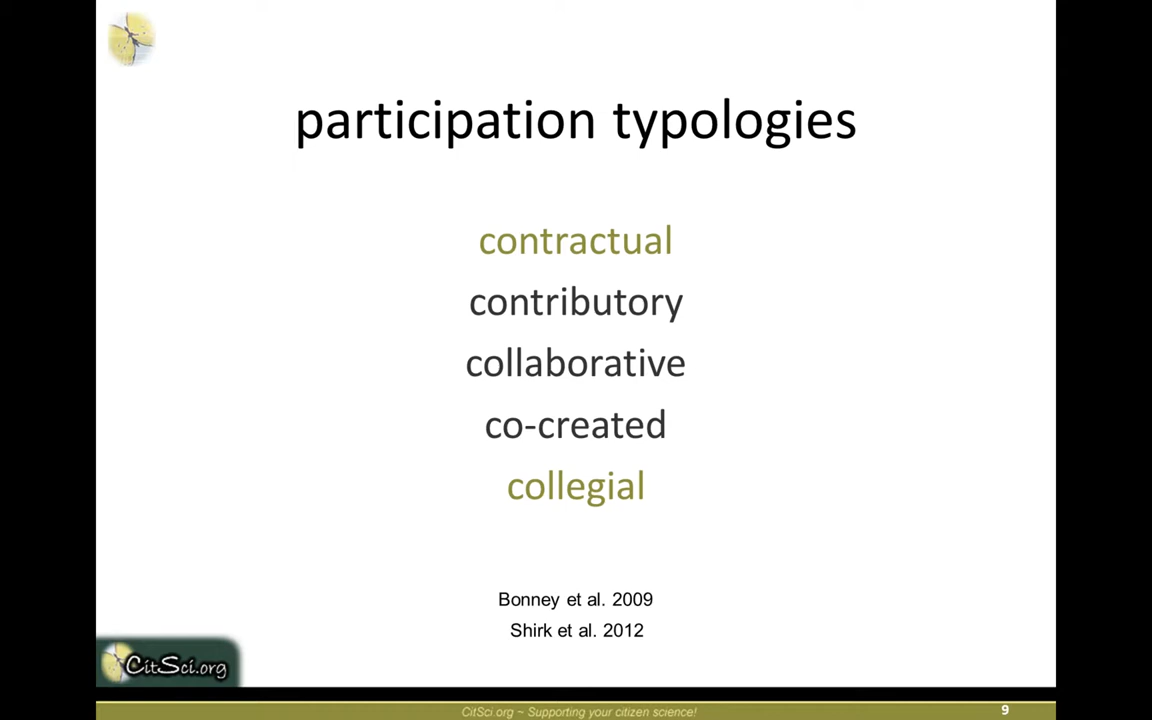 participation typologies
contractual
contributory
collaborative
co-created
collegial
Bonney et al. 2009
Shirk et al. 2012
CitSci.org
CitSci.org ~ Supporting your citizen science!
9